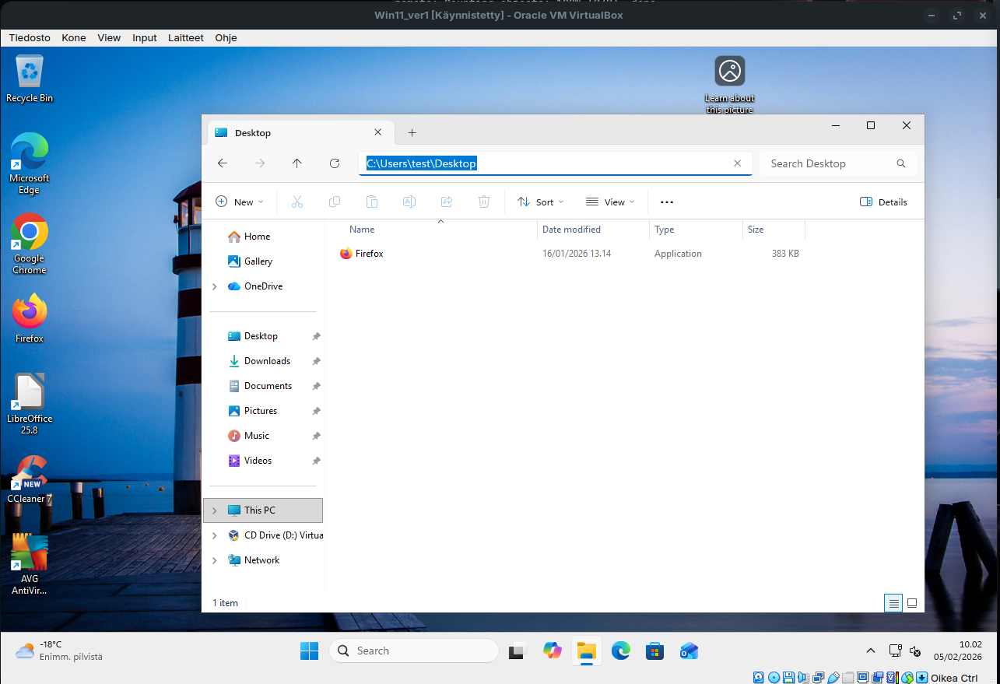 Win11_ver1 [Käynnistetty] - Oracle VM VirtualBox
Tiedosto Kone View Input Laitteet Ohje
Recycle Bin
Learn about
this picture
Microsoft
Edge
Google
Chrome
Firefox
LibreOffice
25.8
NEW
CCleaner 7
AVG
AntiVir...
Desktop
C:\Users\test\Desktop
Search Desktop
New
Sort
View
Details
Name Date modified Type Size
Firefox 16/01/2026 13.14 Application 383 KB
Home
Gallery
OneDrive
Desktop
Downloads
Documents
Pictures
Music
Videos
This PC
CD Drive (D:) Virtua
Network
1 item
-18°C
Enimm. pilvistä
Search
10.02
05/02/2026
Oikea Ctrl